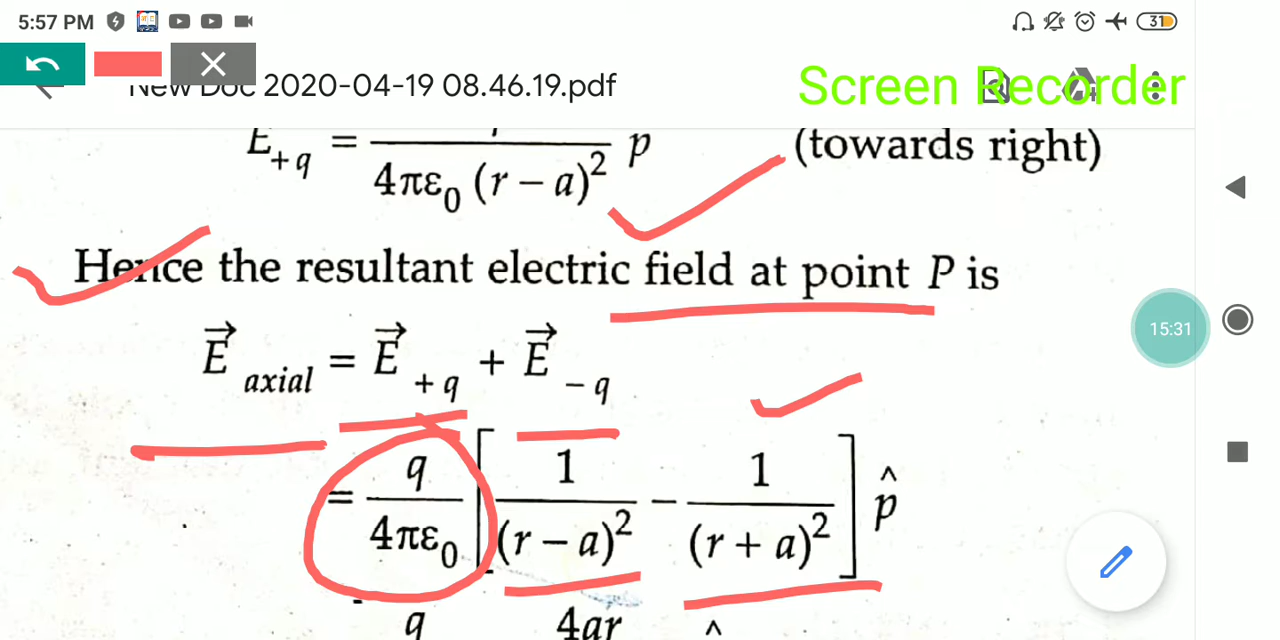 5:57 PM 31
New Doc 2020-04-19 08.46.19.pdf Screen Recorder
E₊q = ─── / 4πε₀ (r − a)² p (towards right)
Hence the resultant electric field at point P is
E⃗ axial = E⃗ +q + E⃗ −q
15:31
= q/4πε₀ [ 1/(r − a)² − 1/(r + a)² ] p̂
q 4ar ^